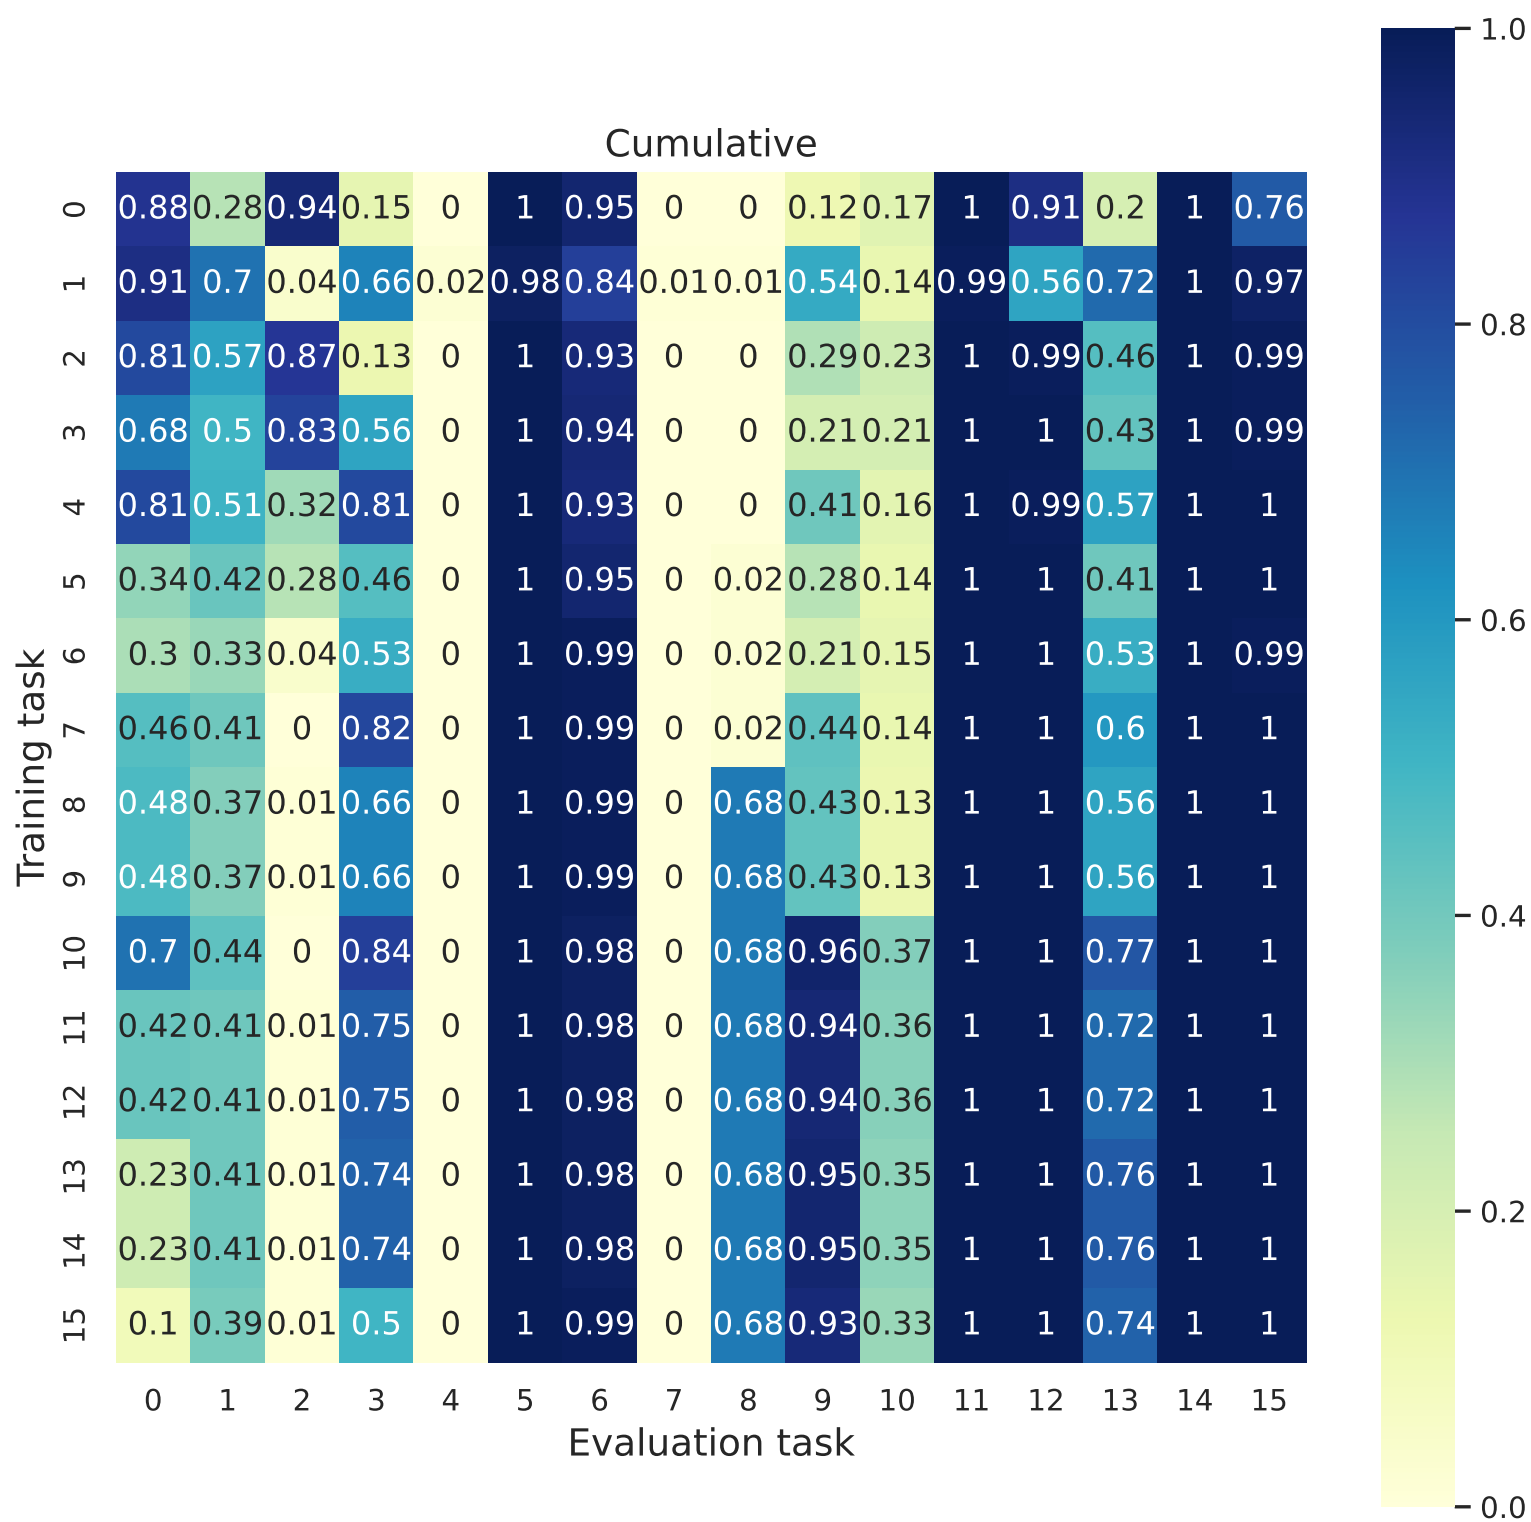 Cumulative
0 0.88 0.28 0.94 0.15 0 1 0.95 0 0 0.12 0.17 1 0.91 0.2 1 0.76
1 0.91 0.7 0.04 0.66 0.02 0.98 0.84 0.01 0.01 0.54 0.14 0.99 0.56 0.72 1 0.97
2 0.81 0.57 0.87 0.13 0 1 0.93 0 0 0.29 0.23 1 0.99 0.46 1 0.99
3 0.68 0.5 0.83 0.56 0 1 0.94 0 0 0.21 0.21 1 1 0.43 1 0.99
4 0.81 0.51 0.32 0.81 0 1 0.93 0 0 0.41 0.16 1 0.99 0.57 1 1
5 0.34 0.42 0.28 0.46 0 1 0.95 0 0.02 0.28 0.14 1 1 0.41 1 1
6 0.3 0.33 0.04 0.53 0 1 0.99 0 0.02 0.21 0.15 1 1 0.53 1 0.99
7 0.46 0.41 0 0.82 0 1 0.99 0 0.02 0.44 0.14 1 1 0.6 1 1
8 0.48 0.37 0.01 0.66 0 1 0.99 0 0.68 0.43 0.13 1 1 0.56 1 1
9 0.48 0.37 0.01 0.66 0 1 0.99 0 0.68 0.43 0.13 1 1 0.56 1 1
10 0.7 0.44 0 0.84 0 1 0.98 0 0.68 0.96 0.37 1 1 0.77 1 1
11 0.42 0.41 0.01 0.75 0 1 0.98 0 0.68 0.94 0.36 1 1 0.72 1 1
12 0.42 0.41 0.01 0.75 0 1 0.98 0 0.68 0.94 0.36 1 1 0.72 1 1
13 0.23 0.41 0.01 0.74 0 1 0.98 0 0.68 0.95 0.35 1 1 0.76 1 1
14 0.23 0.41 0.01 0.74 0 1 0.98 0 0.68 0.95 0.35 1 1 0.76 1 1
15 0.1 0.39 0.01 0.5 0 1 0.99 0 0.68 0.93 0.33 1 1 0.74 1 1
0 1 2 3 4 5 6 7 8 9 10 11 12 13 14 15
Evaluation task
Training task
1.0
0.8
0.6
0.4
0.2
0.0